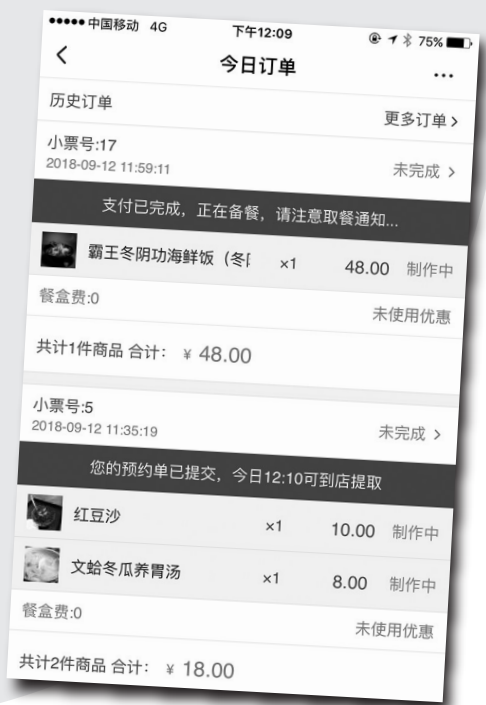 中国移动 4G 下午12:09 75%
今日订单
历史订单 更多订单
小票号:17
2018-09-12 11:59:11 未完成
支付已完成，正在备餐，请注意取餐通知...
霸王冬阴功海鲜饭（冬 ×1 48.00 制作中
餐盒费:0 未使用优惠
共计1件商品 合计： ¥ 48.00
小票号:5
2018-09-12 11:35:19 未完成
您的预约单已提交，今日12:10可到店提取
红豆沙 ×1 10.00 制作中
文蛤冬瓜养胃汤 ×1 8.00 制作中
餐盒费:0 未使用优惠
共计2件商品 合计： ¥ 18.00